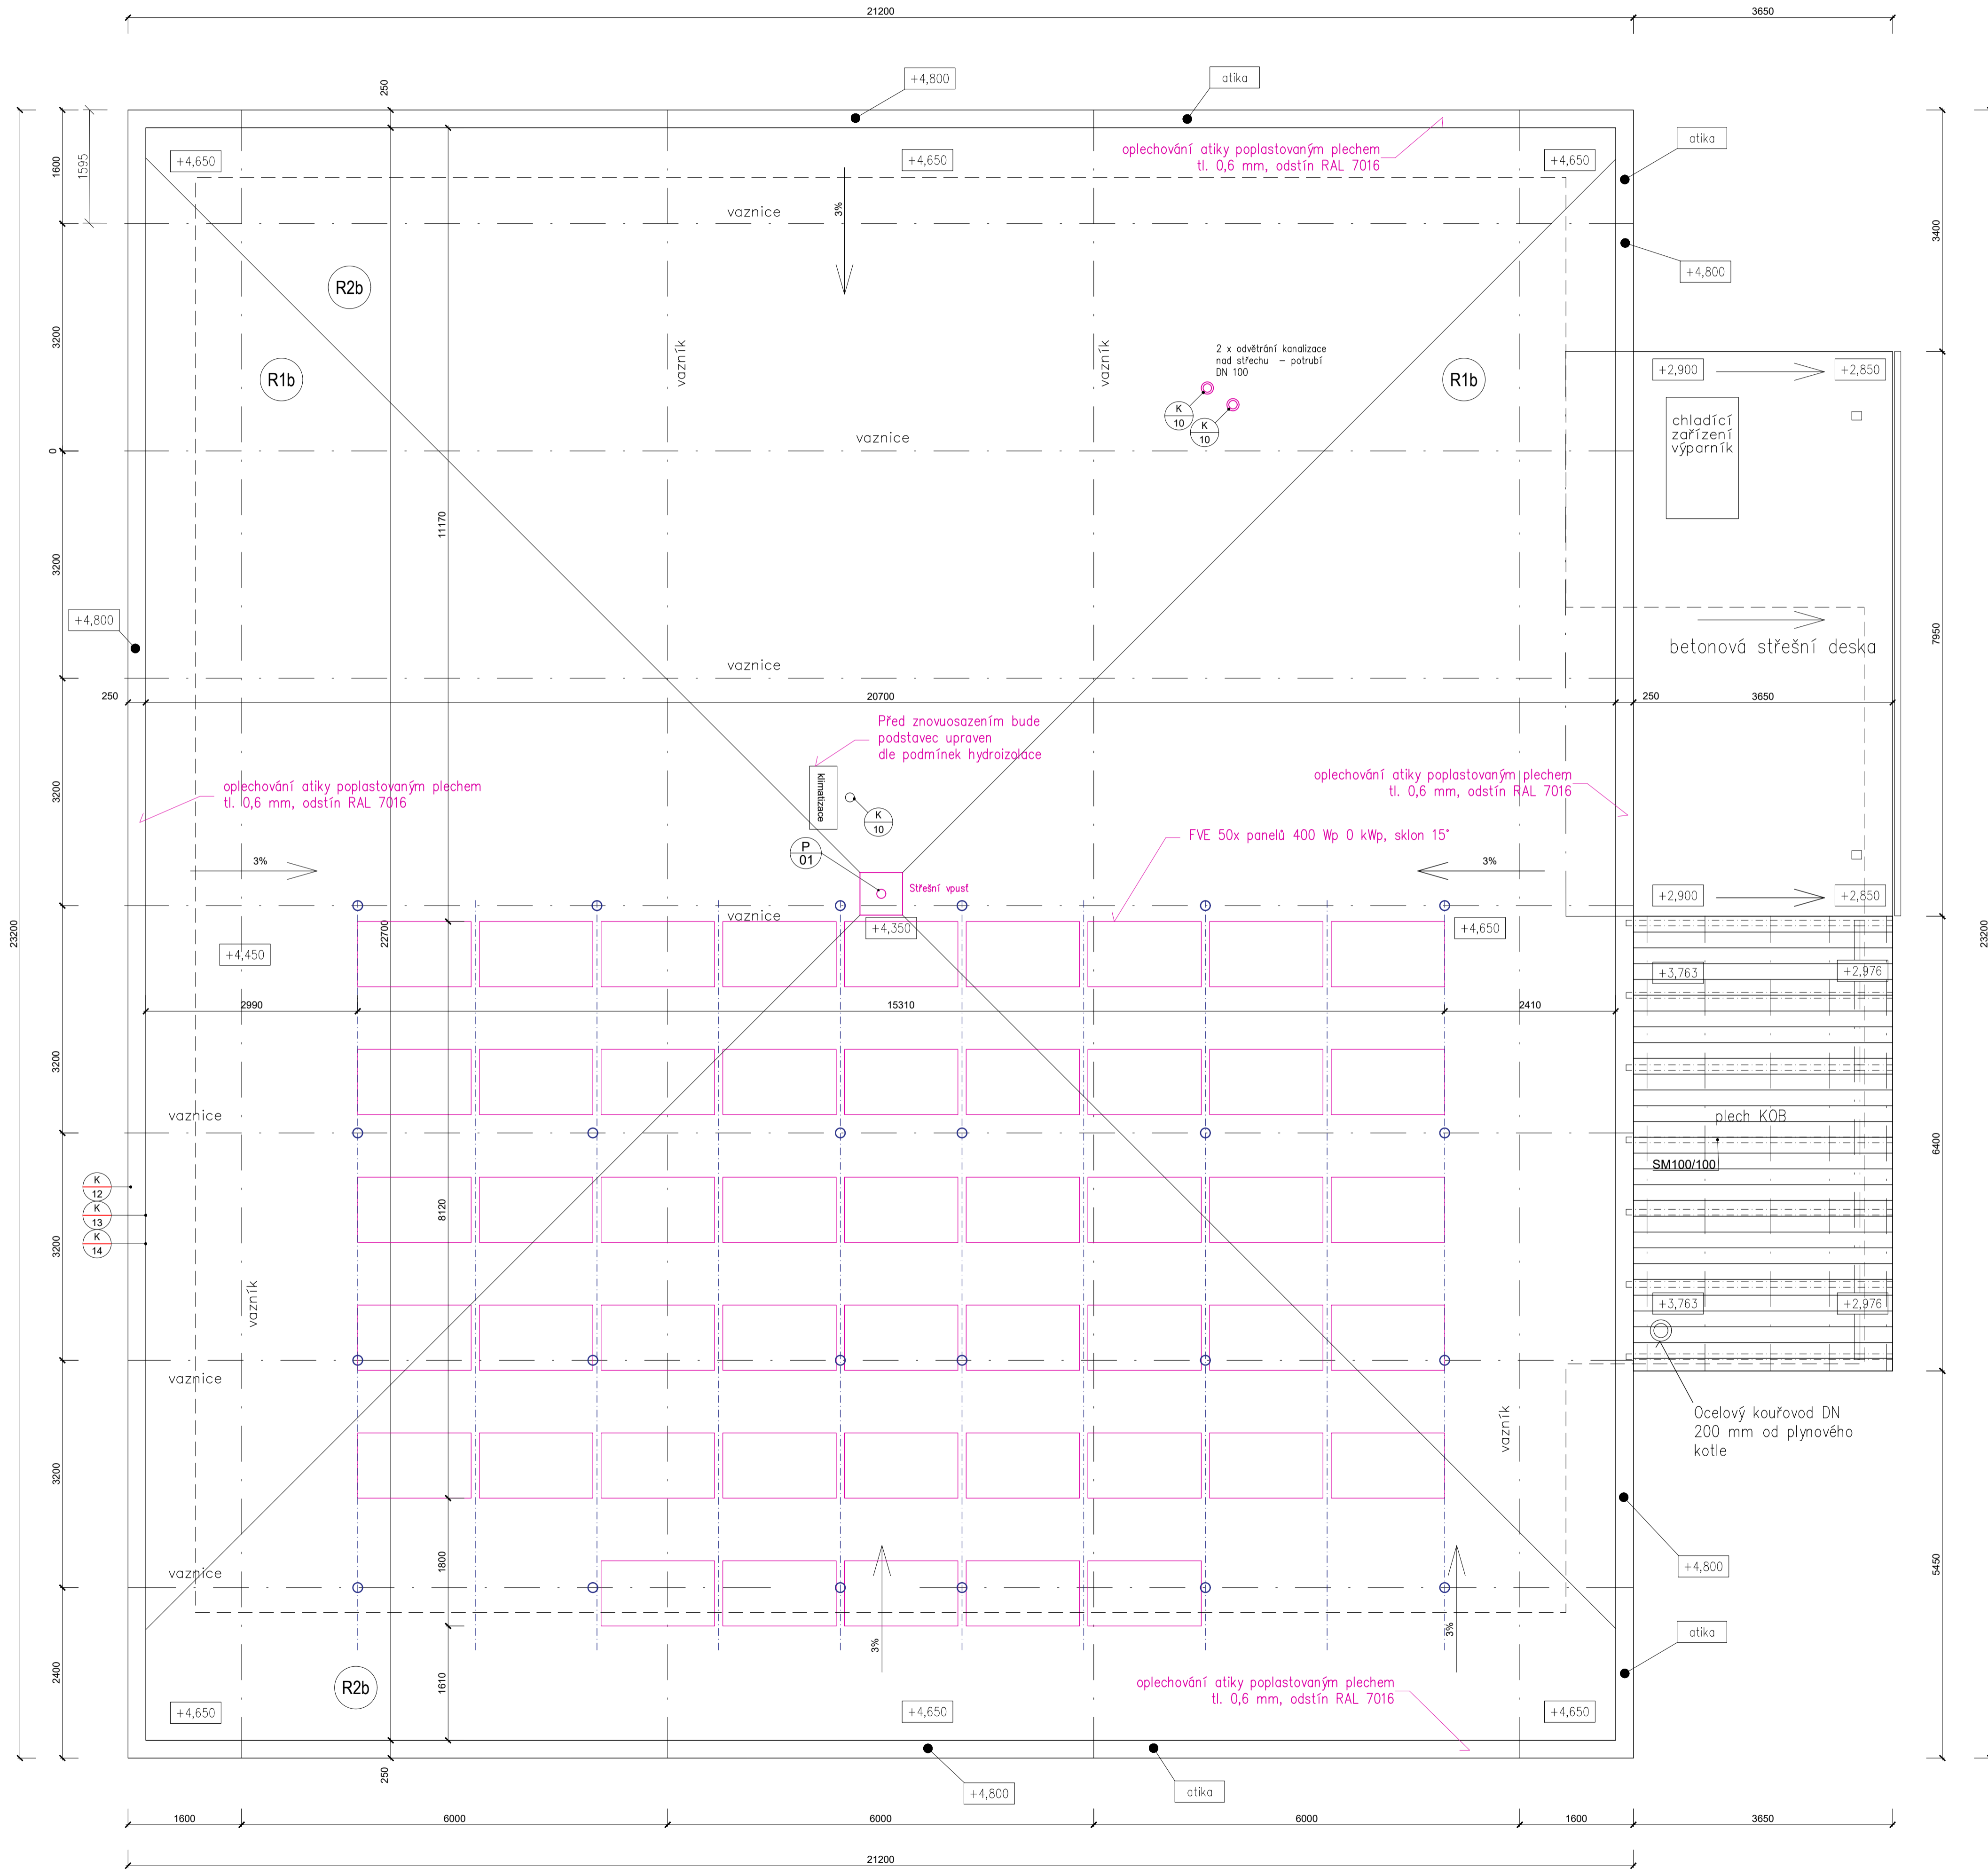 21200
3650
250
+4,800
atika
oplechování atiky poplastovaným plechem
tl. 0,6 mm, odstín RAL 7016
atika
+4,650
+4,650
+4,650
1600
1595
vaznice
3%
3400
+4,800
R2b
3200
vazník
vazník
2 x odvětrání kanalizace
nad střechu – potrubí
DN 100
R1b
R1b
K
10
K
10
+2,900
+2,850
chladící
zařízení
výparník
vaznice
0
11170
3200
+4,800
7950
betonová střešní deska
vaznice
250
20700
250
3650
Před znovuosazením bude
podstavec upraven
dle podmínek hydroizolace
oplechování atiky poplastovaným plechem
tl. 0,6 mm, odstín RAL 7016
oplechování atiky poplastovaným plechem
tl. 0,6 mm, odstín RAL 7016
3200
klimatizace
K
10
FVE 50x panelů 400 Wp 0 kWp, sklon 15°
P
01
3%
3%
Střešní vpusť
+2,900
+2,850
vaznice
+4,350
+4,650
23200
22700
23200
+4,450
+3,763
+2,976
2990
15310
2410
3200
vaznice
plech KOB
6400
SM100/100
K
12
K
13
K
14
8120
3200
vazník
+3,763
+2,976
vaznice
Ocelový kouřovod DN
200 mm od plynového
kotle
vazník
3200
1800
vaznice
+4,800
5450
3%
3%
atika
2400
1610
R2b
oplechování atiky poplastovaným plechem
tl. 0,6 mm, odstín RAL 7016
+4,650
+4,650
+4,650
250
+4,800
atika
1600
6000
6000
6000
1600
3650
21200